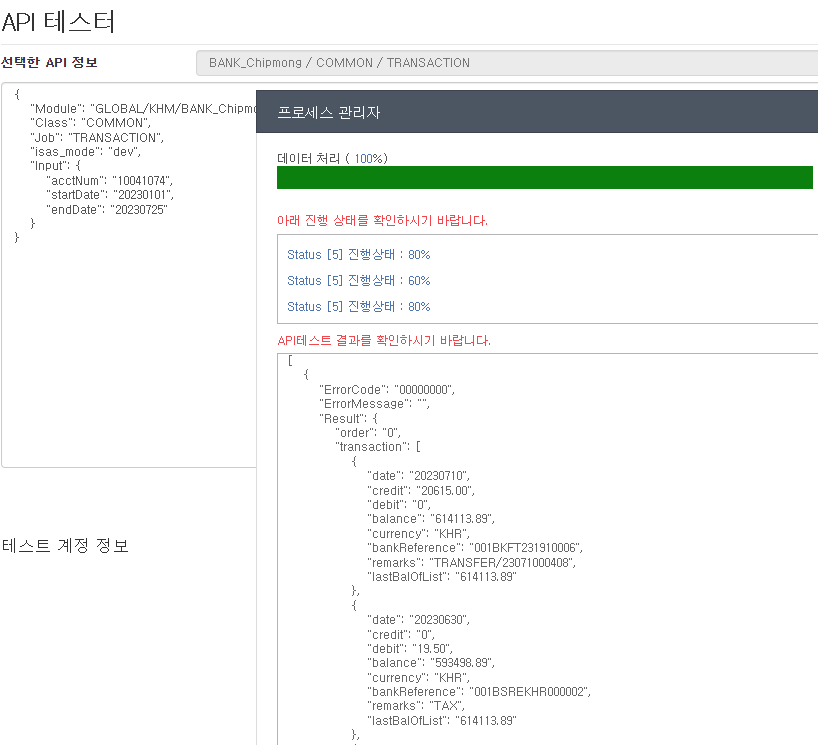 API 테스터
선택한 API 정보
BANK_Chipmong / COMMON / TRANSACTION
{
"Module": "GLOBAL/KHM/BANK_Chipmo
"Class": "COMMON",
"Job": "TRANSACTION",
"isas_mode": "dev",
"Input": {
"acctNum": "10041074",
"startDate": "20230101",
"endDate": "20230725"
}
}
테스트 계정 정보
프로세스 관리자
데이터 처리 ( 100%)
아래 진행 상태를 확인하시기 바랍니다.
Status [5] 진행상태 : 80%
Status [5] 진행상태 : 60%
Status [5] 진행상태 : 80%
API테스트 결과를 확인하시기 바랍니다.
[
{
"ErrorCode": "00000000",
"ErrorMessage": "",
"Result": {
"order": "0",
"transaction": [
{
"date": "20230710",
"credit": "20615.00",
"debit": "0",
"balance": "614113.89",
"currency": "KHR",
"bankReference": "001BKFT231910006",
"remarks": "TRANSFER/23071000408",
"lastBalOfList": "614113.89"
},
{
"date": "20230630",
"credit": "0",
"debit": "19.50",
"balance": "593498.89",
"currency": "KHR",
"bankReference": "001BSREKHR000002",
"remarks": "TAX",
"lastBalOfList": "614113.89"
},